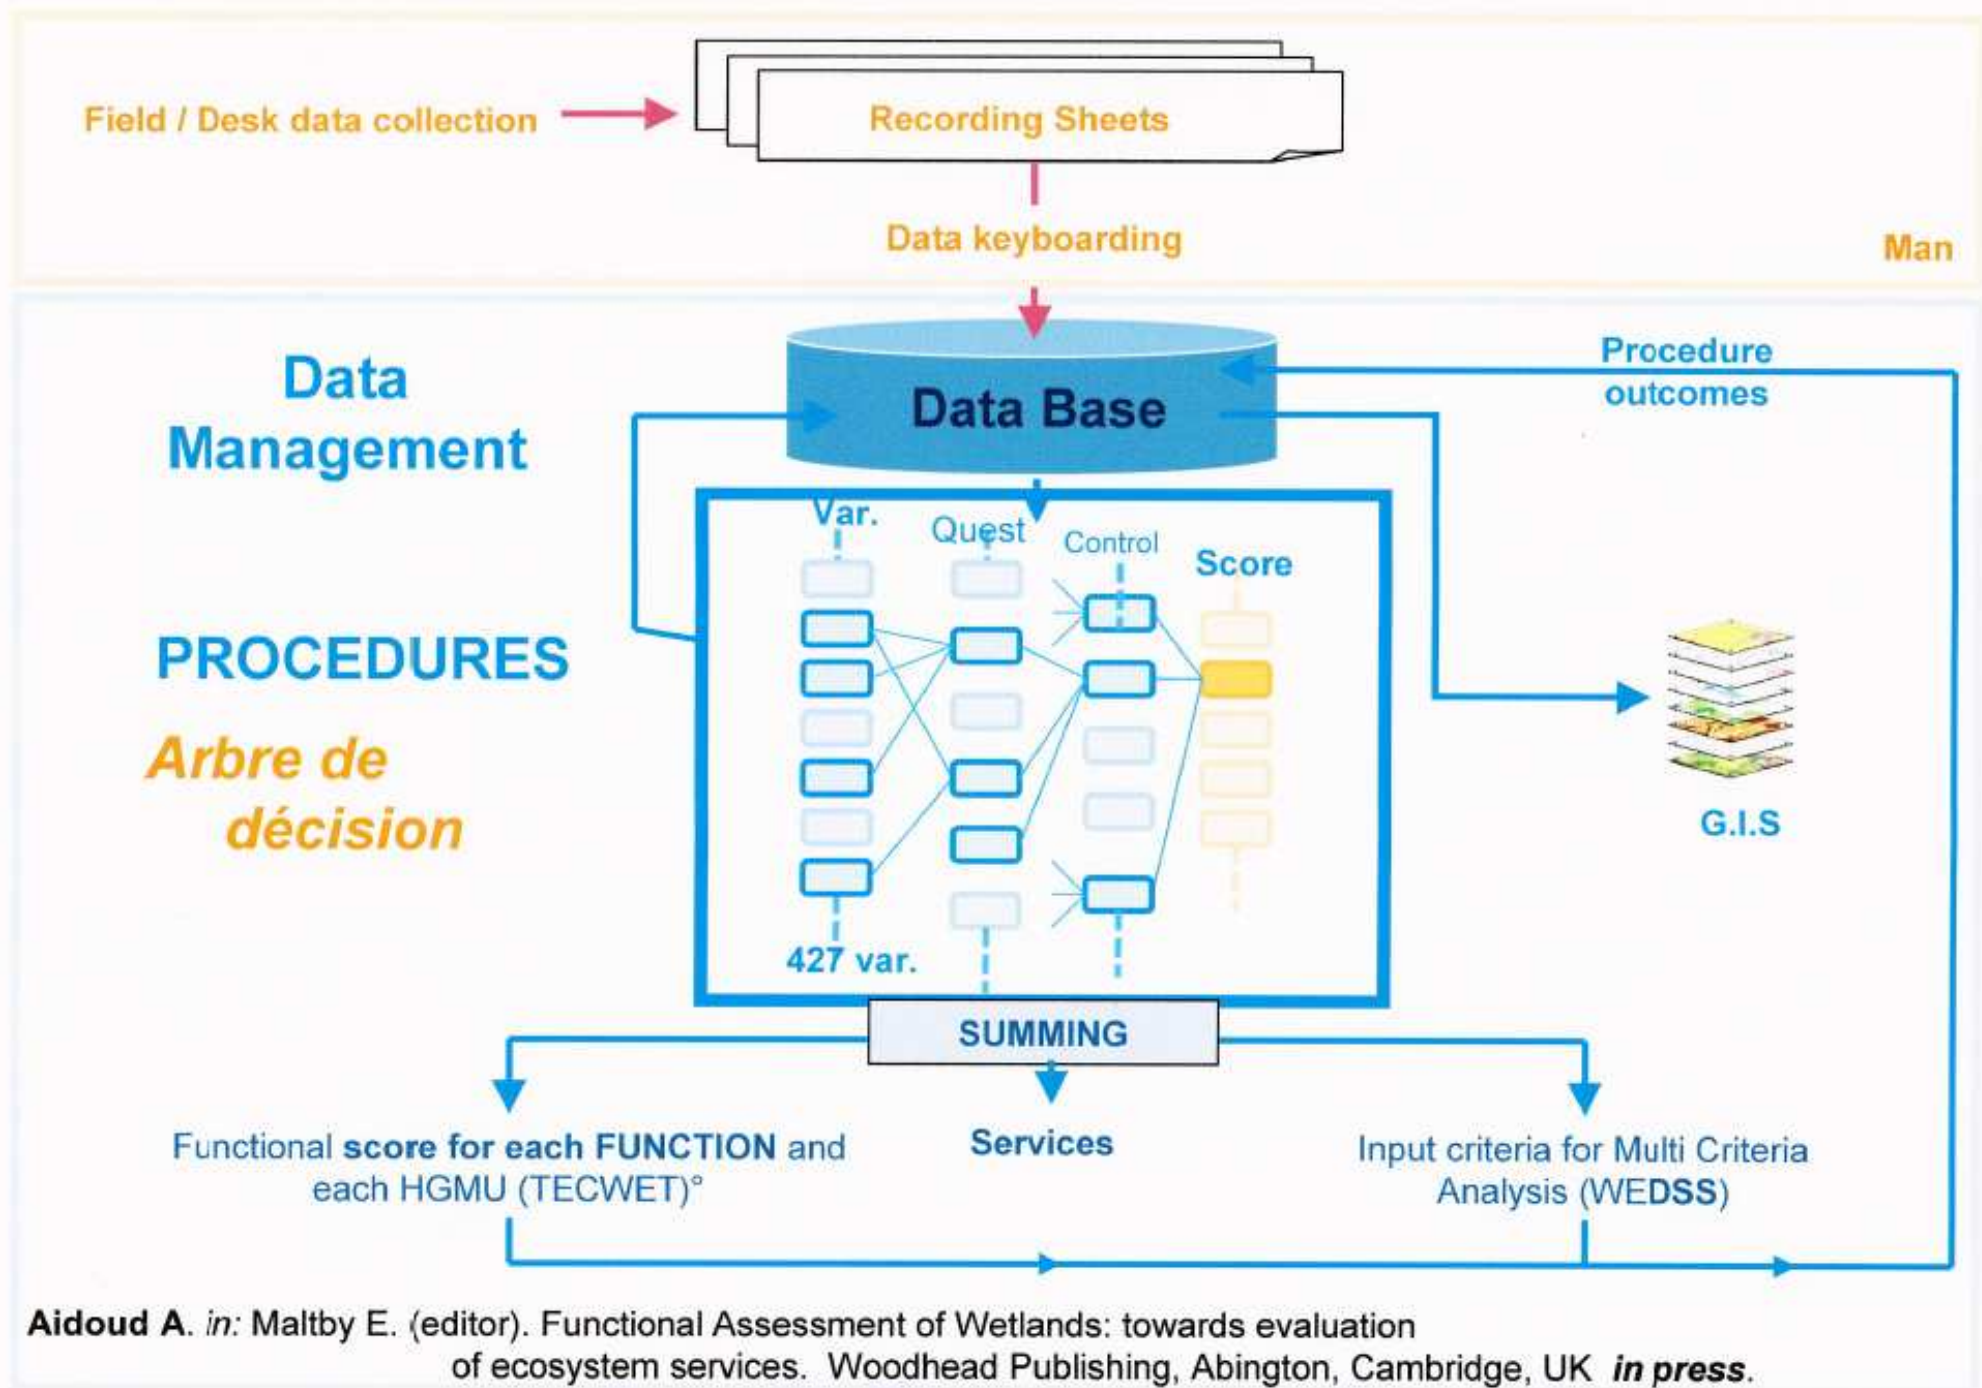 Field / Desk data collection
Recording Sheets
Data keyboarding
Man
Data
Management
Data Base
Procedure
outcomes
PROCEDURES
Arbre de
décision
Var.
Quest
Control
Score
427 var.
G.I.S
SUMMING
Functional score for each FUNCTION and
each HGMU (TECWET)°
Services
Input criteria for Multi Criteria
Analysis (WEDSS)
Aidoud A. in: Maltby E. (editor). Functional Assessment of Wetlands: towards evaluation
of ecosystem services. Woodhead Publishing, Abington, Cambridge, UK in press.